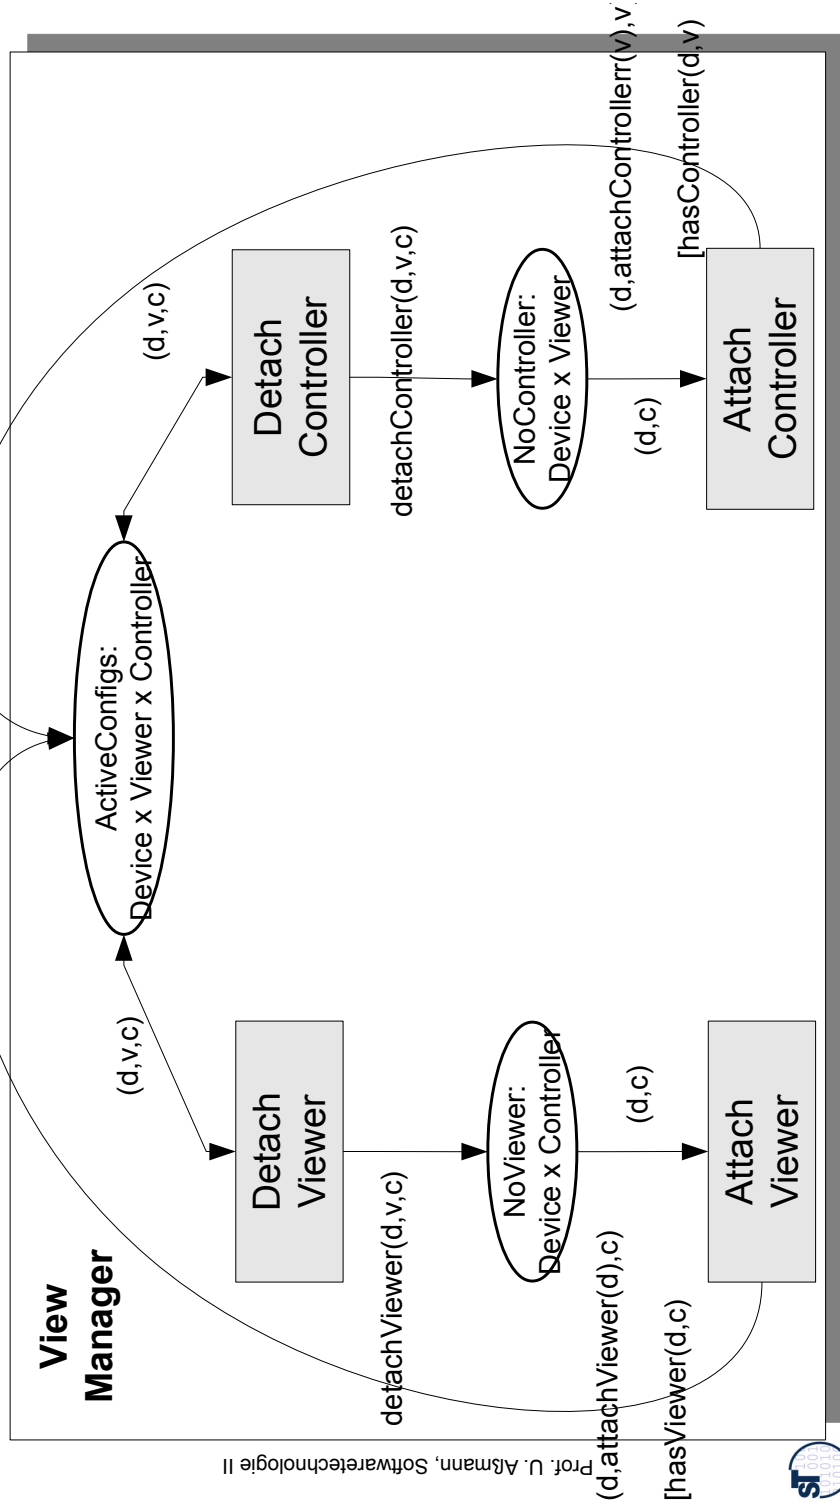 View
Manager
ActiveConfigs:
Device x Viewer x Controller
(d,v,c)
(d,v,c)
Detach
Viewer
Detach
Controller
detachViewer(d,v,c)
detachController(d,v,c)
NoViewer:
Device x Controller
NoController:
Device x Viewer
(d,attachViewer(d),c)
(d,c)
(d,c)
(d,attachControllerr(v),v
[hasViewer(d,c)
[hasController(d,v)
Attach
Viewer
Attach
Controller
Prof. U. Aßmann, Softwaretechnologie II
ST